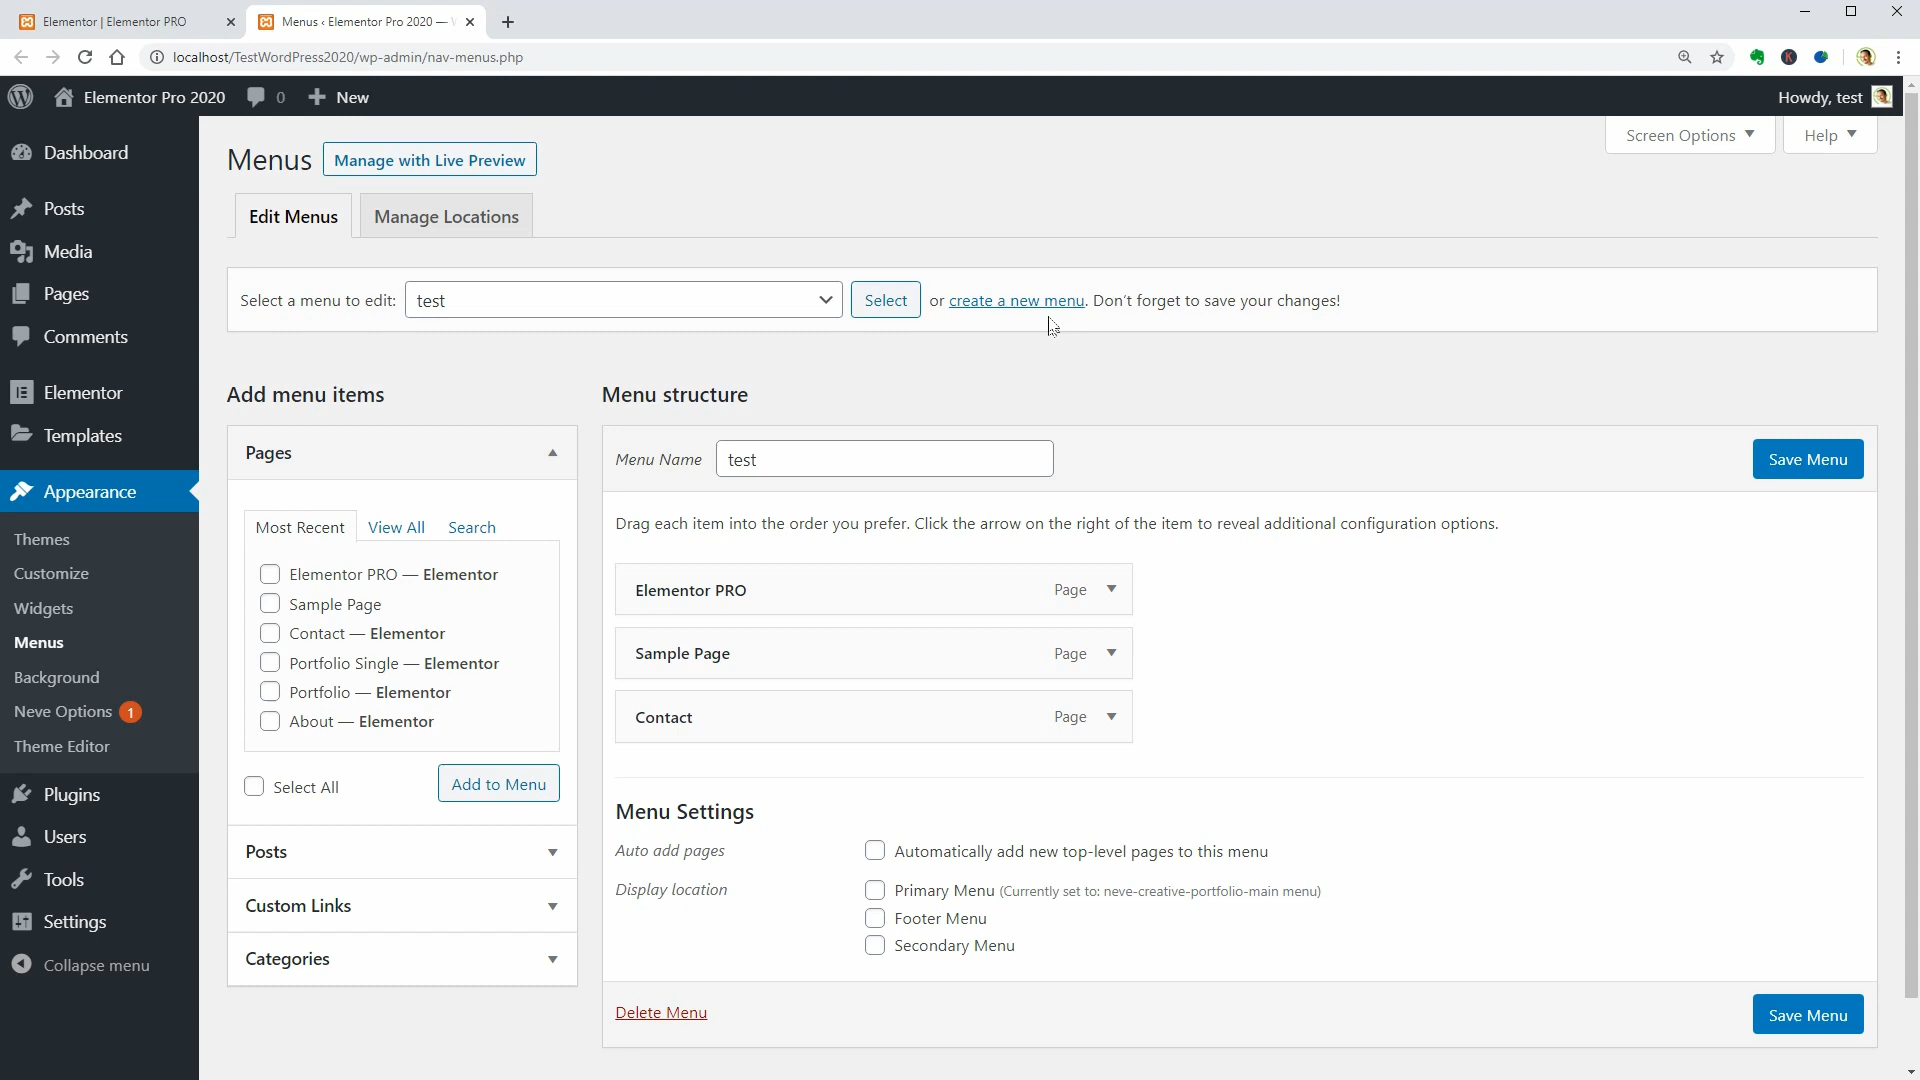 Elementor | Elementor PRO
Menus ‹ Elementor Pro 2020 —
localhost/TestWordPress2020/wp-admin/nav-menus.php
K
Elementor Pro 2020
0
New
Howdy, test
Screen Options
Help
Dashboard
Posts
Media
Pages
Comments
Elementor
Templates
Appearance
Themes
Customize
Widgets
Menus
Background
Neve Options 1
Theme Editor
Plugins
Users
Tools
Settings
Collapse menu
Menus
Manage with Live Preview
Edit Menus
Manage Locations
Select a menu to edit: test Select or create a new menu. Don't forget to save your changes!
Add menu items
Pages
Most Recent View All Search
Elementor PRO — Elementor
Sample Page
Contact — Elementor
Portfolio Single — Elementor
Portfolio — Elementor
About — Elementor
Select All
Add to Menu
Posts
Custom Links
Categories
Menu structure
Menu Name test
Save Menu
Drag each item into the order you prefer. Click the arrow on the right of the item to reveal additional configuration options.
Elementor PRO Page
Sample Page Page
Contact Page
Menu Settings
Auto add pages
Automatically add new top-level pages to this menu
Display location
Primary Menu (Currently set to: neve-creative-portfolio-main menu)
Footer Menu
Secondary Menu
Delete Menu
Save Menu